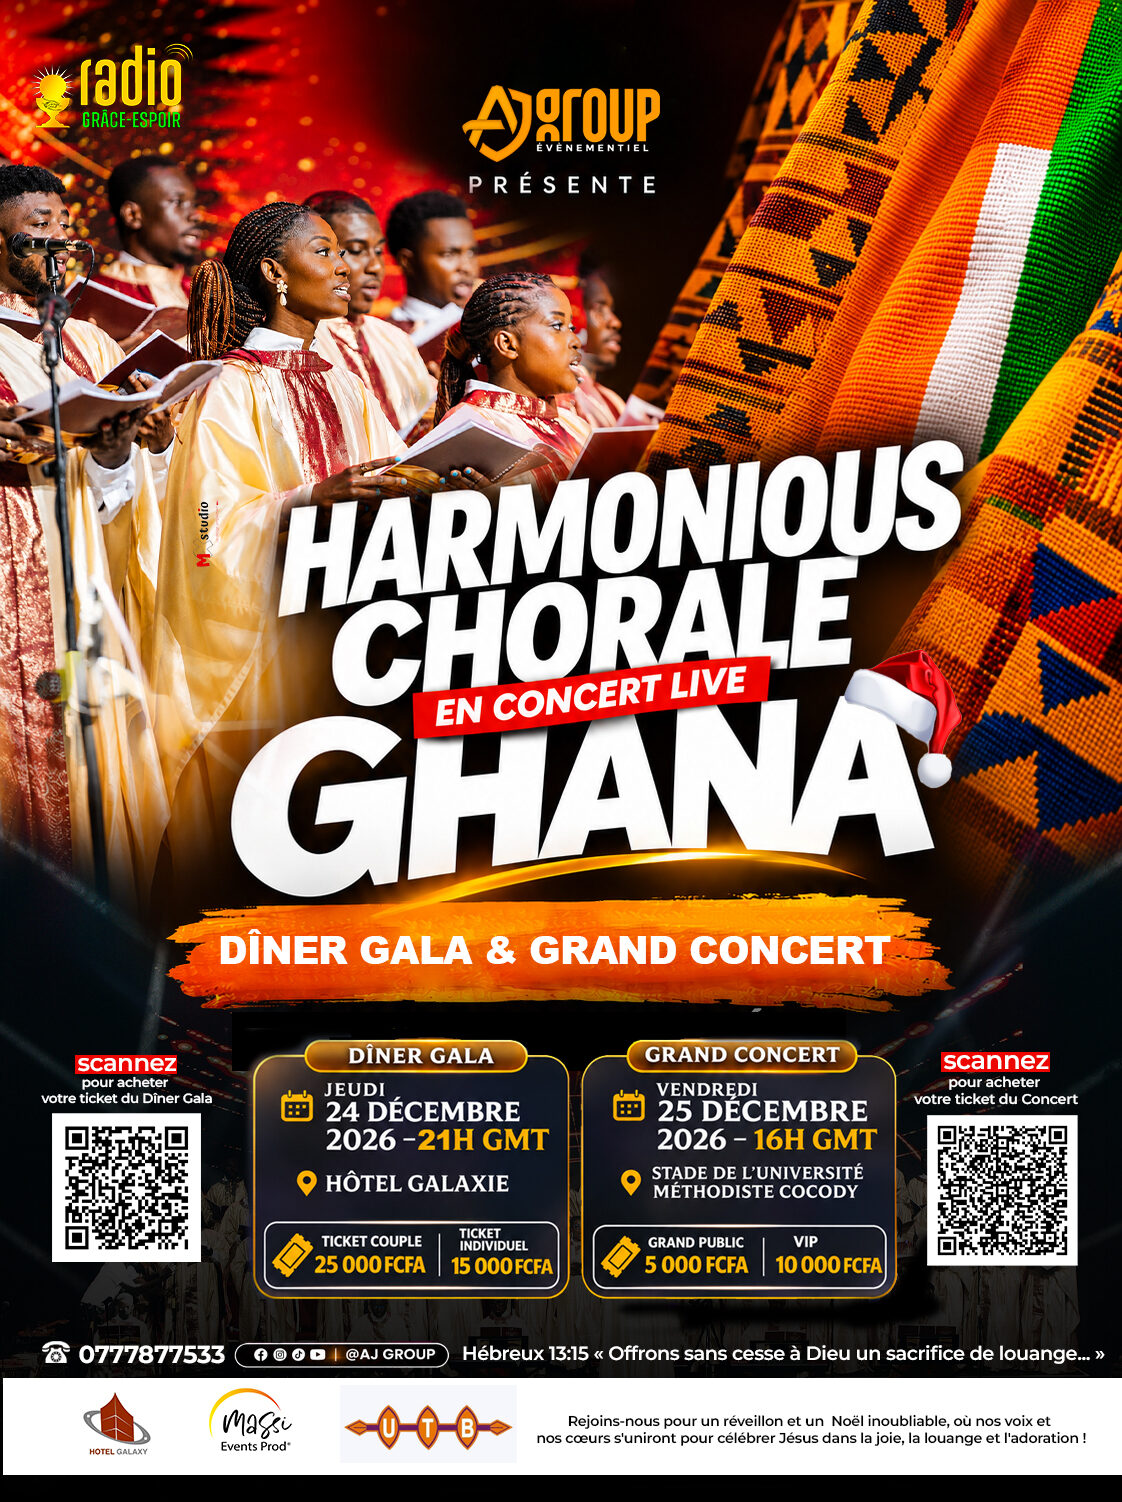 radio
GRÂCE-ESPOIR
AJ GROUP
ÉVÈNEMENTIEL
PRÉSENTE
M studio
HARMONIOUS
CHORALE
EN CONCERT LIVE
GHANA
DÎNER GALA & GRAND CONCERT
scannez
pour acheter
votre ticket du Dîner Gala
DÎNER GALA
JEUDI
24 DÉCEMBRE
2026 – 21H GMT
HÔTEL GALAXIE
TICKET COUPLE
25 000 FCFA
TICKET
INDIVIDUEL
15 000 FCFA
GRAND CONCERT
VENDREDI
25 DÉCEMBRE
2026 – 16H GMT
STADE DE L'UNIVERSITÉ
MÉTHODISTE COCODY
GRAND PUBLIC
5 000 FCFA
VIP
10 000 FCFA
scannez
pour acheter
votre ticket du Concert
0777877533
@AJ GROUP
Hébreux 13:15 « Offrons sans cesse à Dieu un sacrifice de louange... »
HOTEL GALAXY
Massi
Events Prod
UTB
Rejoins-nous pour un réveillon et un Noël inoubliable, où nos voix et
nos cœurs s'uniront pour célébrer Jésus dans la joie, la louange et l'adoration !